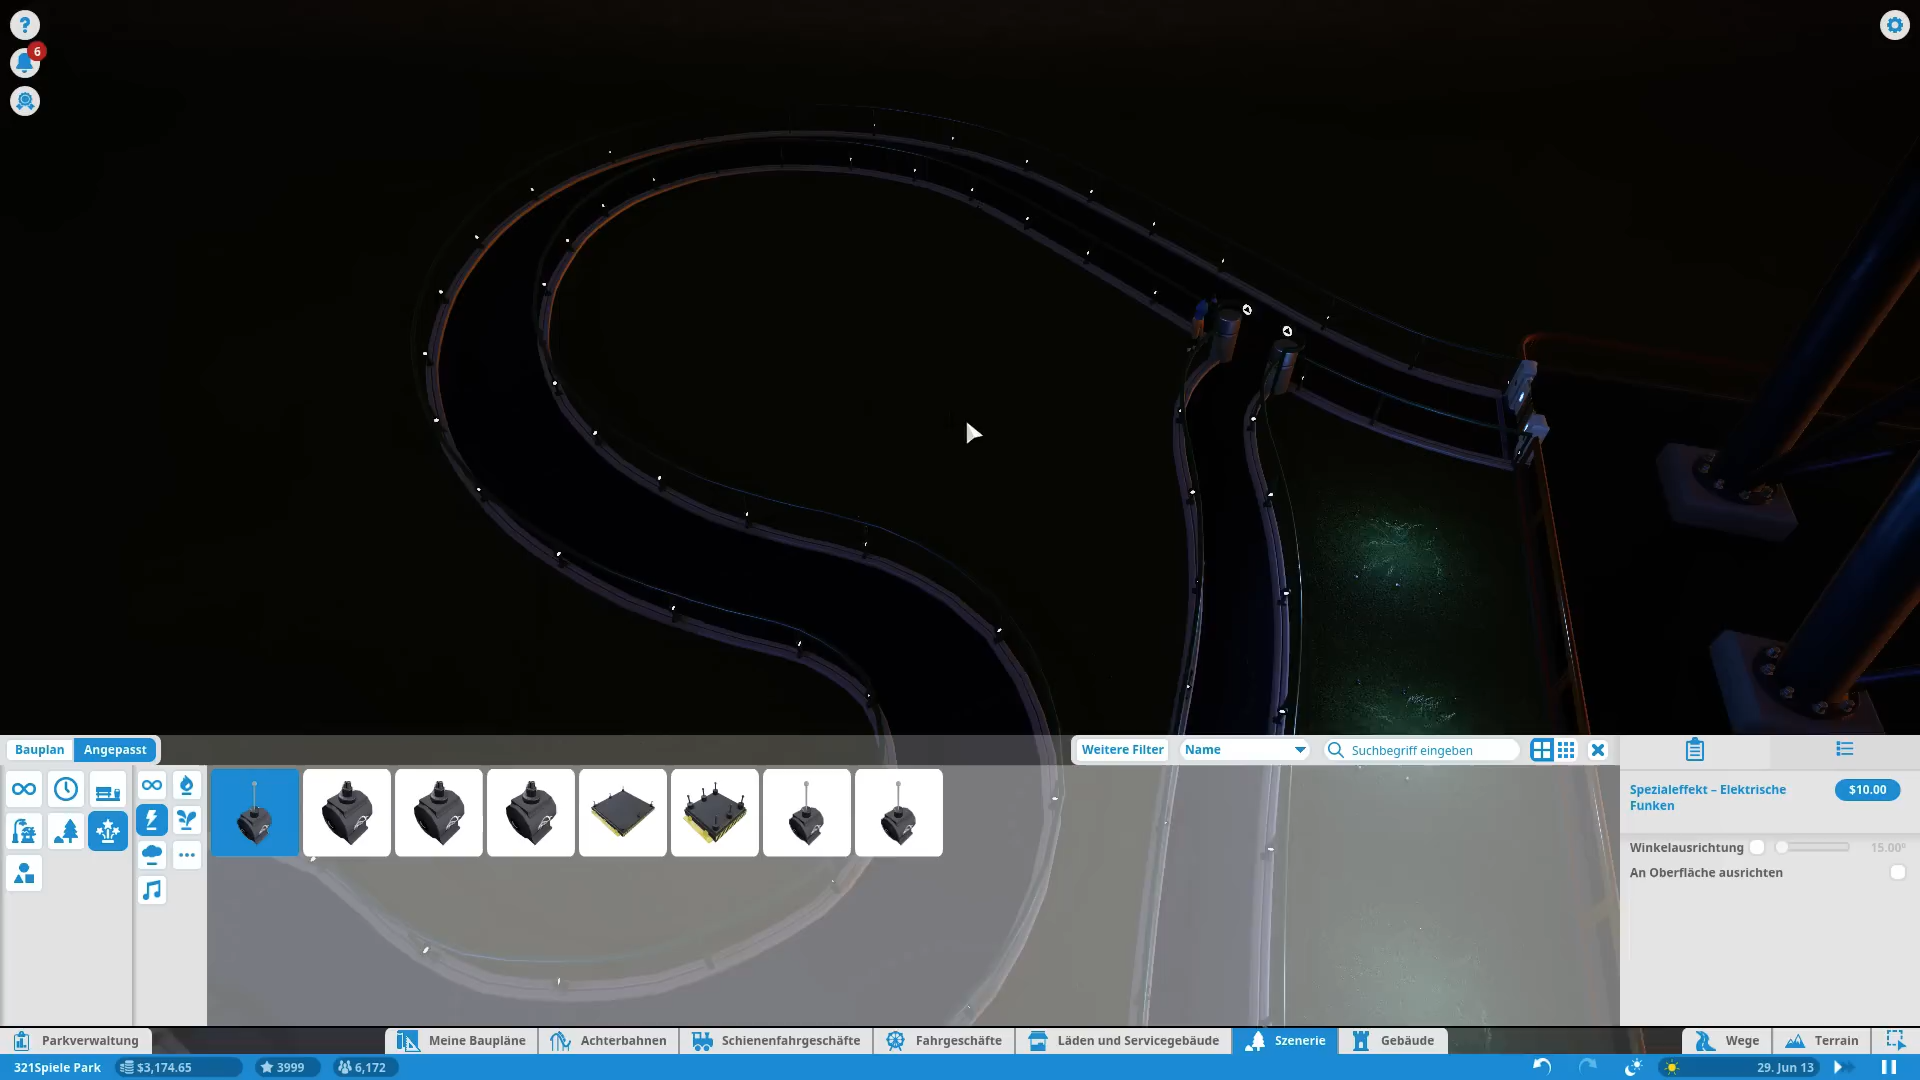 ?
6
Bauplan
Angepasst
Weitere Filter
Name
Suchbegriff eingeben
Spezialeffekt – Elektrische
Funken
$10.00
Winkelausrichtung
15.00º
An Oberfläche ausrichten
Parkverwaltung
Meine Baupläne
Achterbahnen
Schienenfahrgeschäfte
Fahrgeschäfte
Läden und Servicegebäude
Szenerie
Gebäude
Wege
Terrain
321Spiele Park
$3,174.65
3999
6,172
29. Jun 13